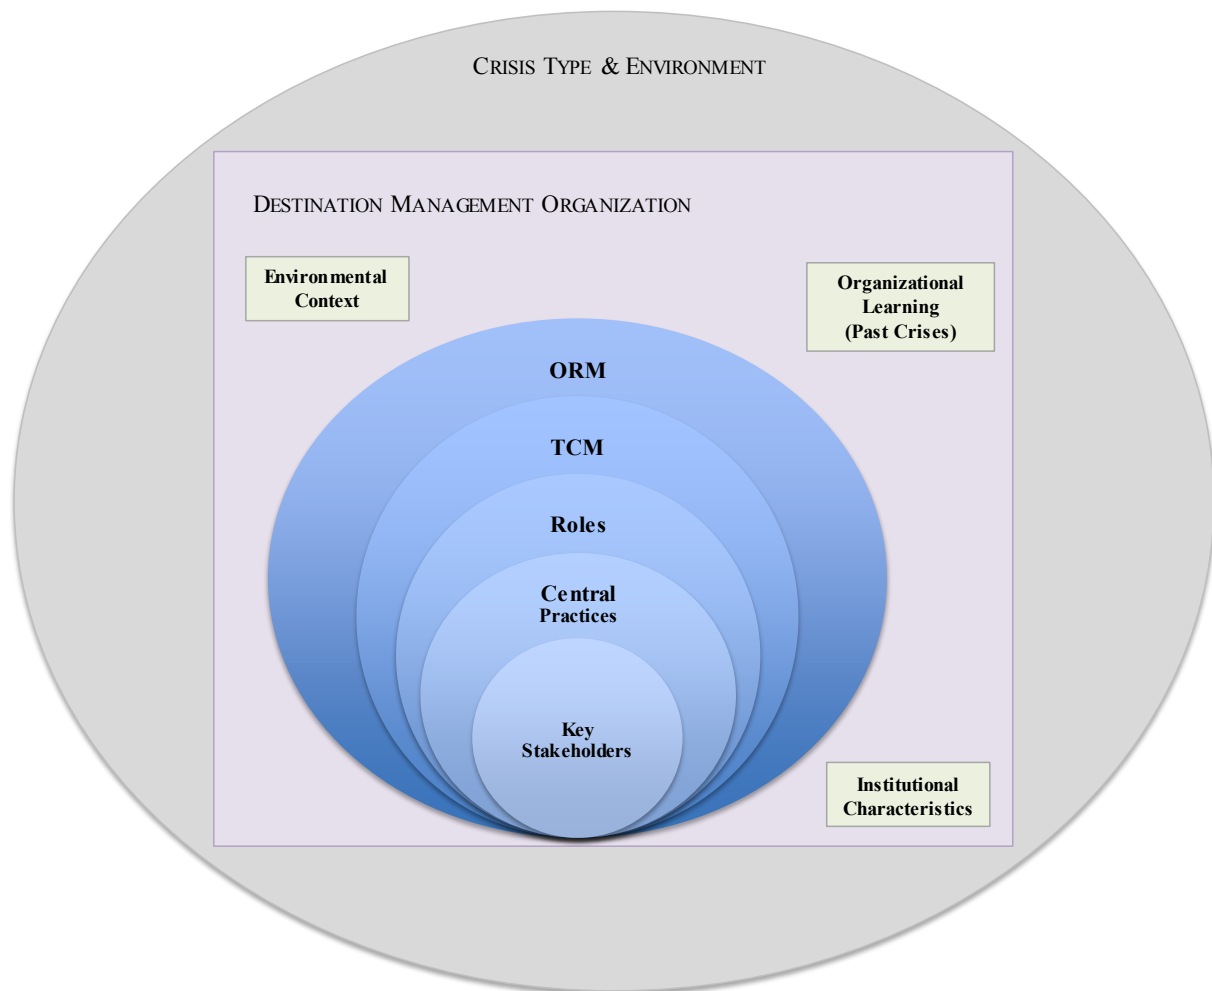 CRISIS TYPE & ENVIRONMENT
DESTINATION MANAGEMENT ORGANIZATION
Environmental
Context
Organizational
Learning
(Past Crises)
ORM
TCM
Roles
Central
Practices
Key
Stakeholders
Institutional
Characteristics